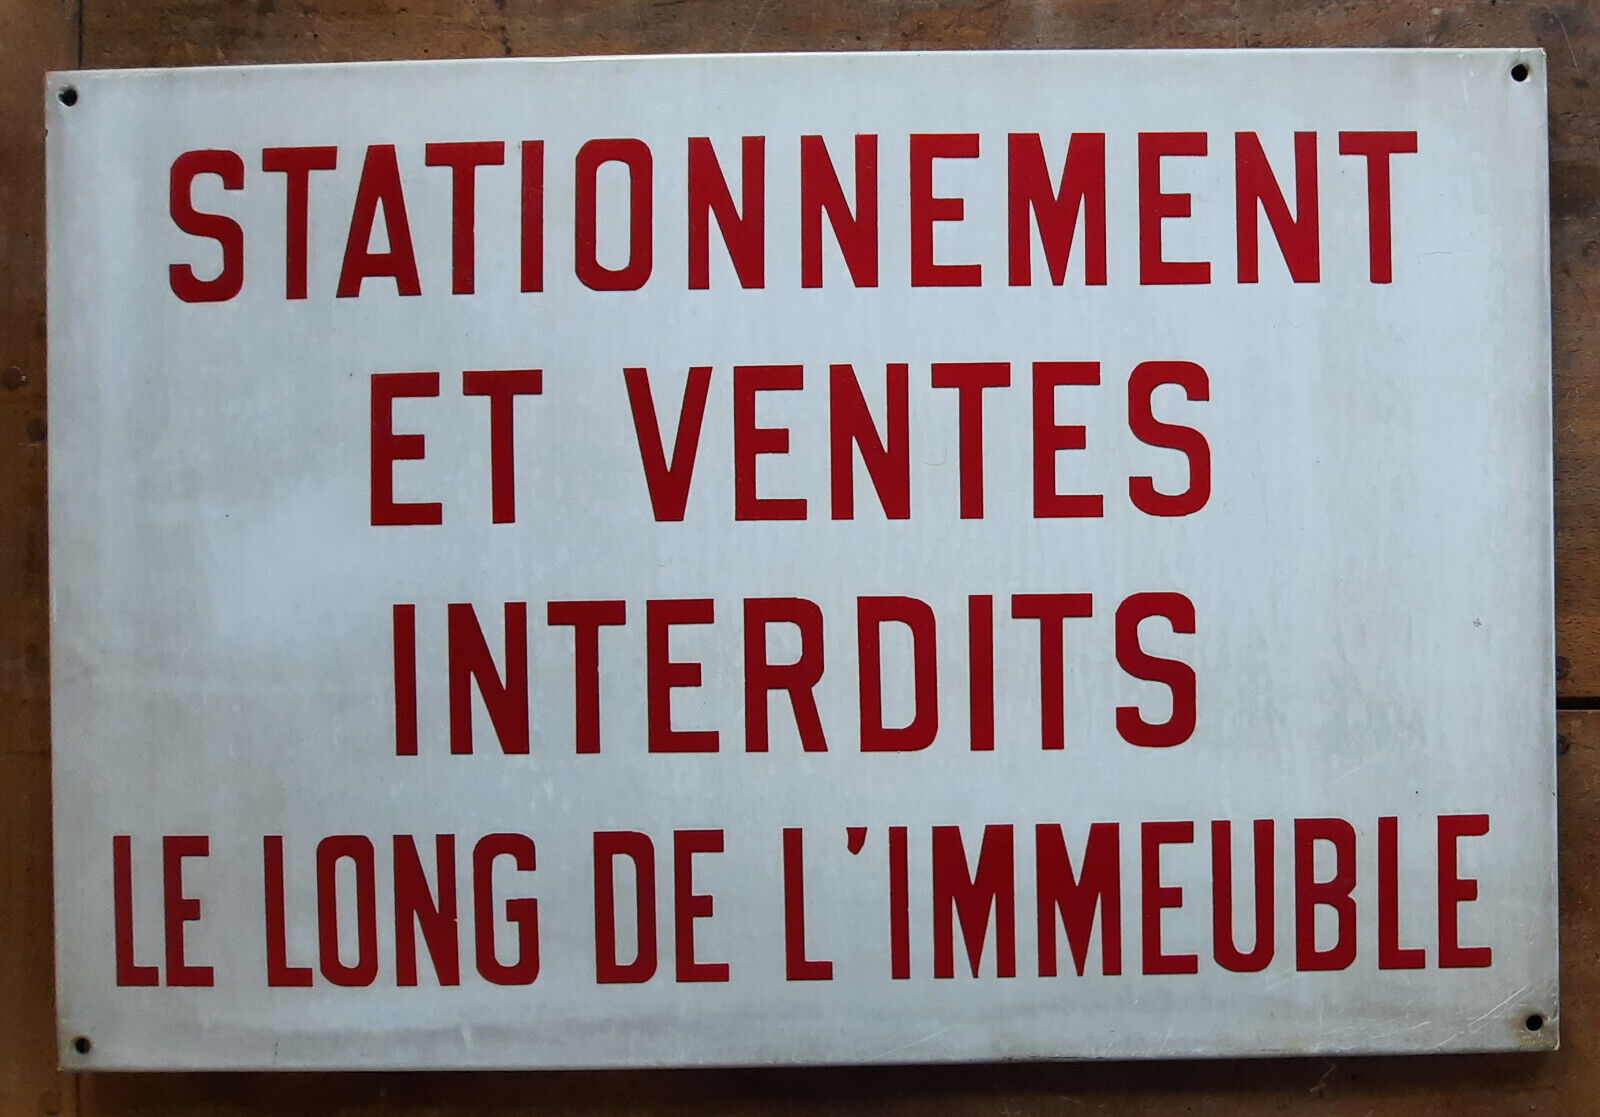 STATIONNEMENT
ET VENTES
INTERDITS
LE LONG DE L'IMMEUBLE